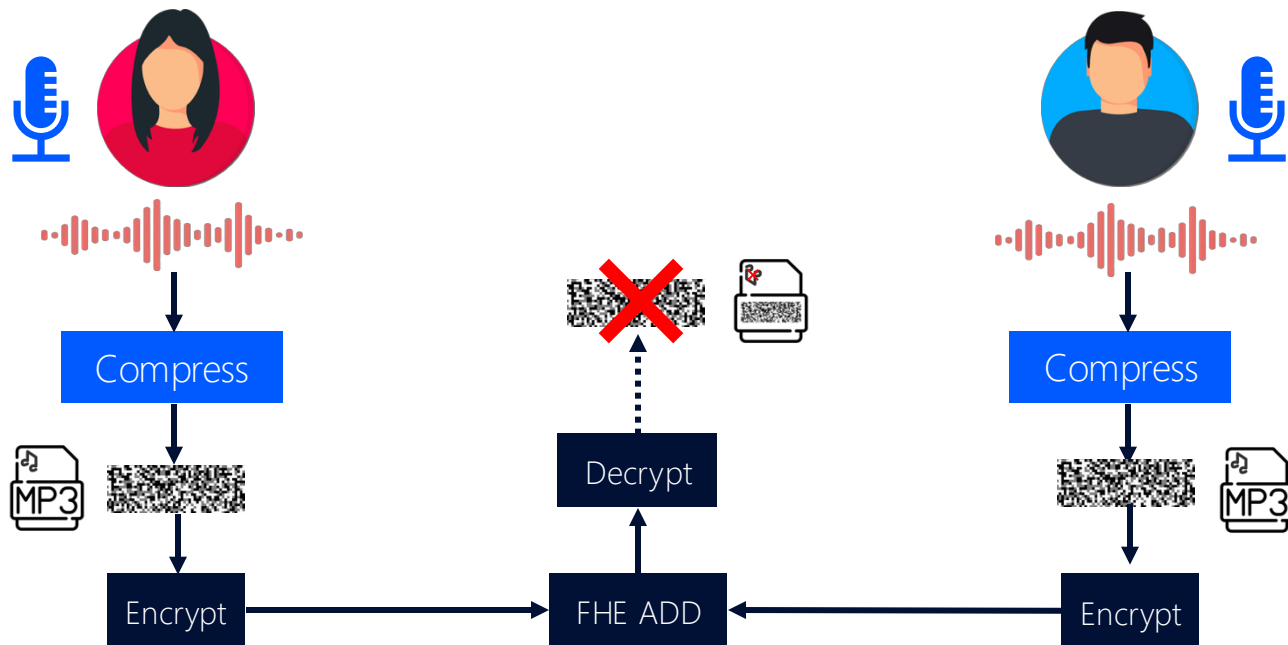 Compress
Compress
MP3
Decrypt
MP3
Encrypt
FHE ADD
Encrypt